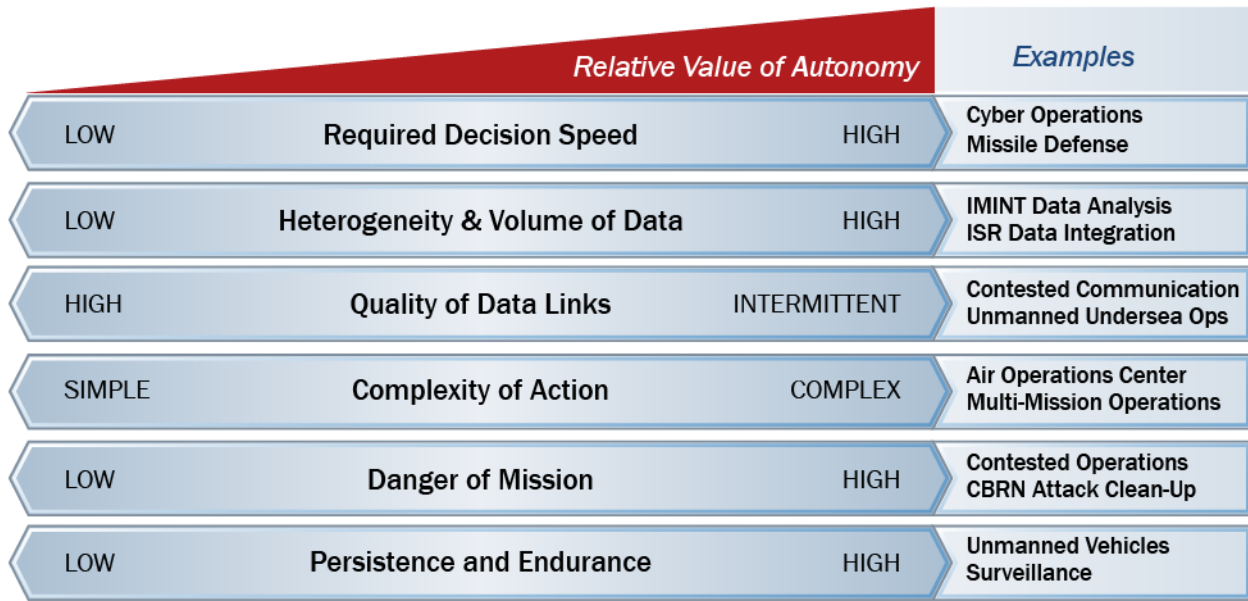 Relative Value of Autonomy
Examples
LOW Required Decision Speed HIGH
Cyber Operations
Missile Defense
LOW Heterogeneity & Volume of Data HIGH
IMINT Data Analysis
ISR Data Integration
HIGH Quality of Data Links INTERMITTENT
Contested Communication
Unmanned Undersea Ops
SIMPLE Complexity of Action COMPLEX
Air Operations Center
Multi-Mission Operations
LOW Danger of Mission HIGH
Contested Operations
CBRN Attack Clean-Up
LOW Persistence and Endurance HIGH
Unmanned Vehicles
Surveillance